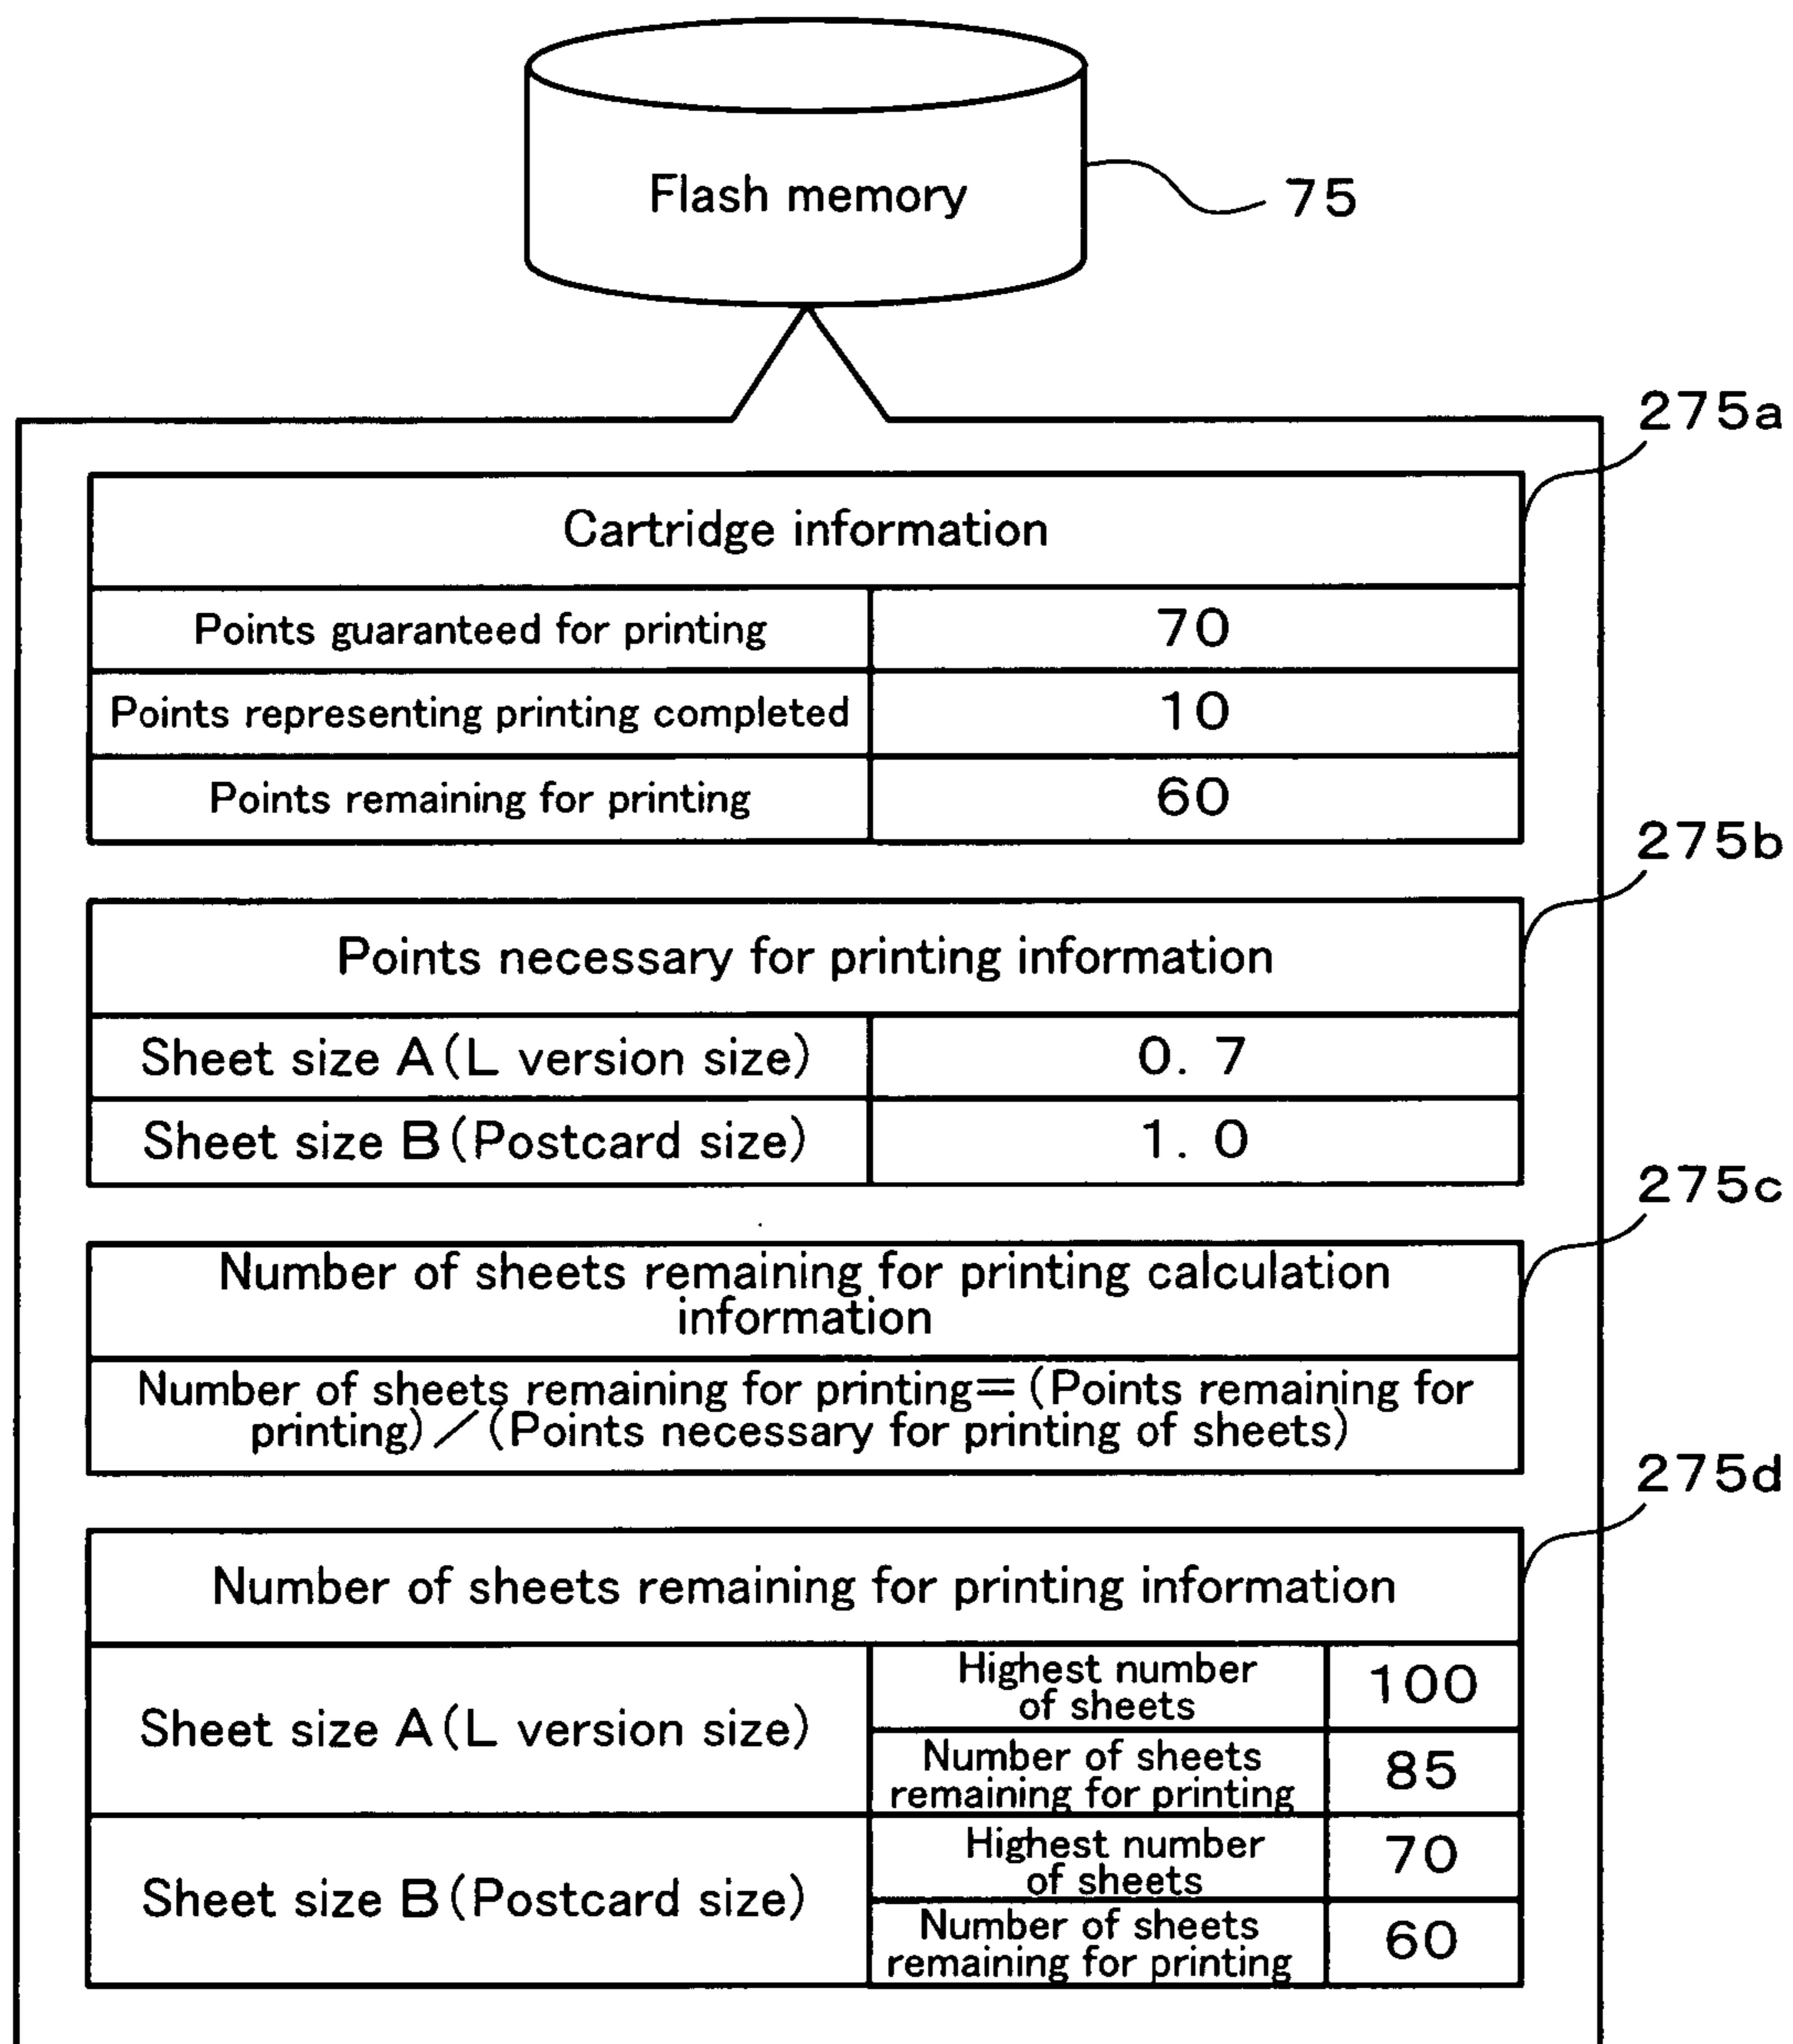 Flash memory
75
275a
Cartridge information
Points guaranteed for printing 70
Points representing printing completed 10
Points remaining for printing 60
275b
Points necessary for printing information
Sheet size A(L version size) 0. 7
Sheet size B(Postcard size) 1. 0
275c
Number of sheets remaining for printing calculation
information
Number of sheets remaining for printing=(Points remaining for
printing)/(Points necessary for printing of sheets)
275d
Number of sheets remaining for printing information
Sheet size A(L version size)
Highest number
of sheets
100
Number of sheets
remaining for printing
85
Sheet size B(Postcard size)
Highest number
of sheets
70
Number of sheets
remaining for printing
60